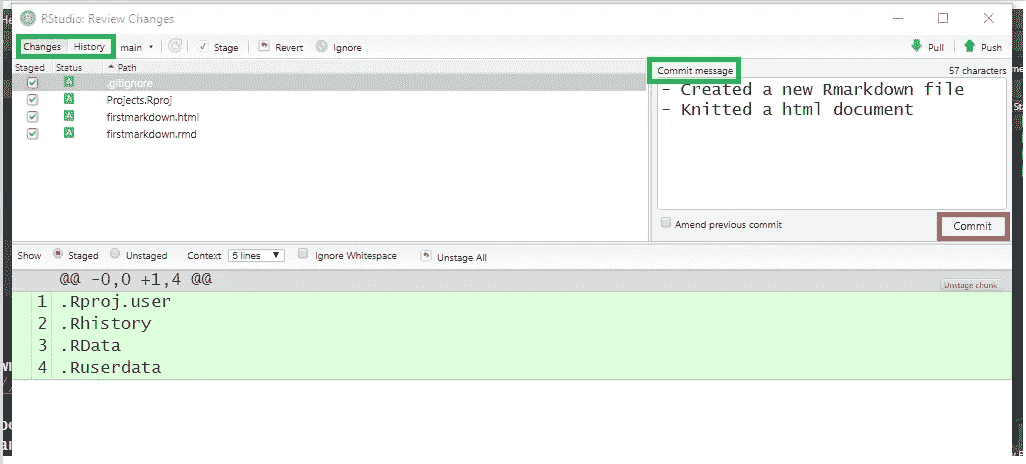 RStudio: Review Changes
Changes History main Stage Revert Ignore Pull Push
Staged Status Path
Commit message 57 characters
.gitignore
Projects.Rproj
firstmarkdown.html
firstmarkdown.rmd
- Created a new Rmarkdown file
- Knitted a html document
Amend previous commit Commit
Show Staged Unstaged Context 5 lines Ignore Whitespace Unstage All
@@ -0,0 +1,4 @@ Unstage chunk
1 .Rproj.user
2 .Rhistory
3 .RData
4 .Ruserdata